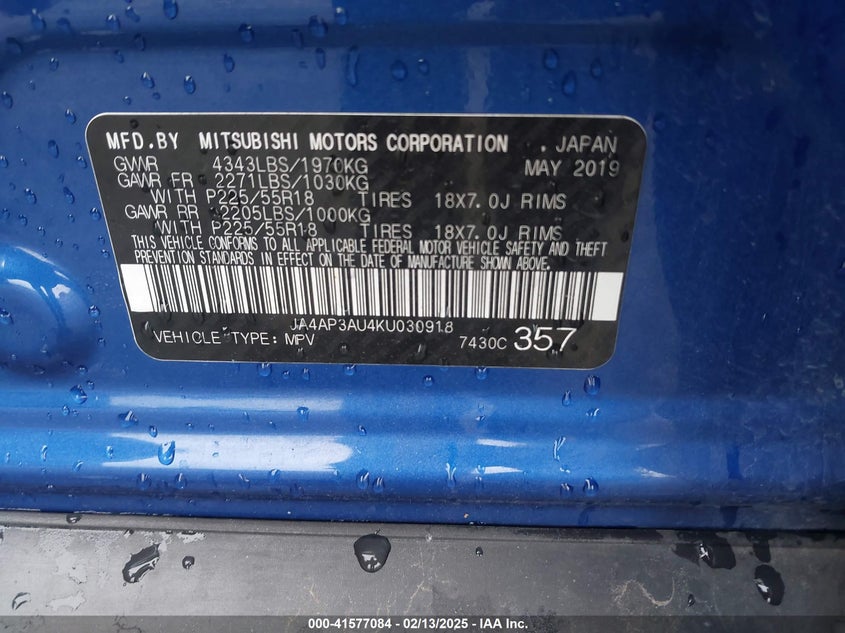 MFD.BY MITSUBISHI MOTORS CORPORATION . JAPAN
GVWR 4343LBS/1970KG MAY 2019
GAWR FR 2271LBS/1030KG
WITH P225/55R18 TIRES 18X7.0J RIMS
GAWR RR 2205LBS/1000KG
WITH P225/55R18 TIRES 18X7.0J RIMS
THIS VEHICLE CONFORMS TO ALL APPLICABLE FEDERAL MOTOR VEHICLE SAFETY AND THEFT
PREVENTION STANDARDS IN EFFECT ON THE DATE OF MANUFACTURE SHOWN ABOVE.
JA4AP3AU4KU030918
VEHICLE TYPE: MPV 7430C 357
000-41577084 - 02/13/2025 - IAAI.com